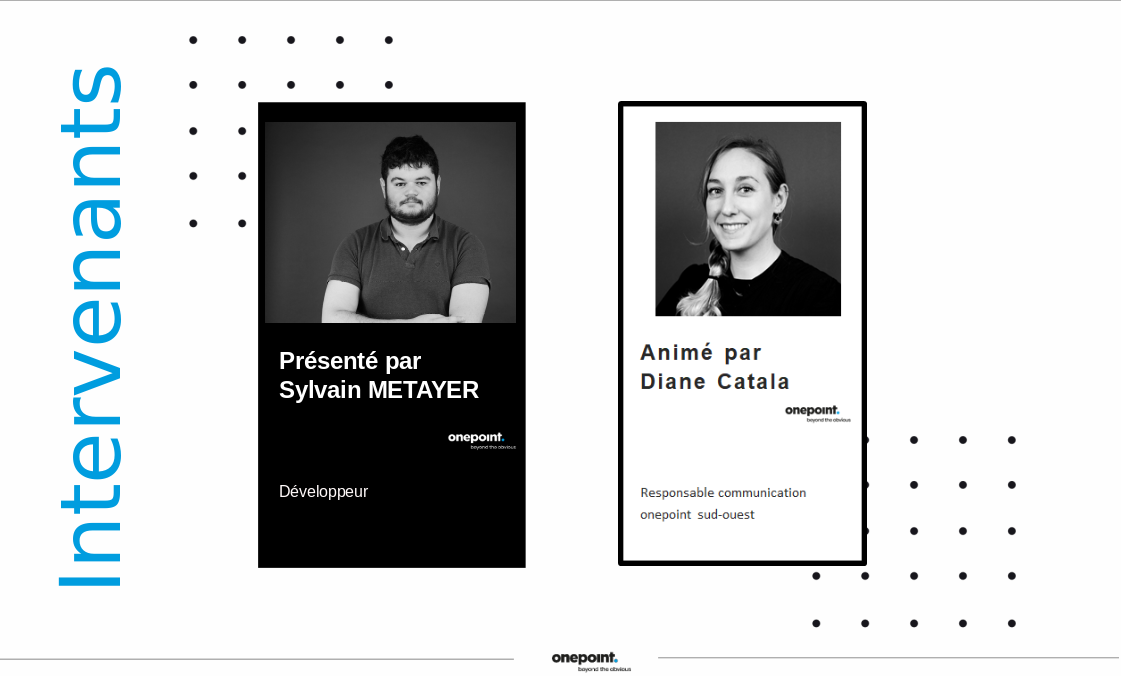 Intervenants
Présenté par
Sylvain METAYER
onepoint.
beyond the obvious
Développeur
Animé par
Diane Catala
onepoint.
beyond the obvious
Responsable communication
onepoint sud-ouest
onepoint.
beyond the obvious